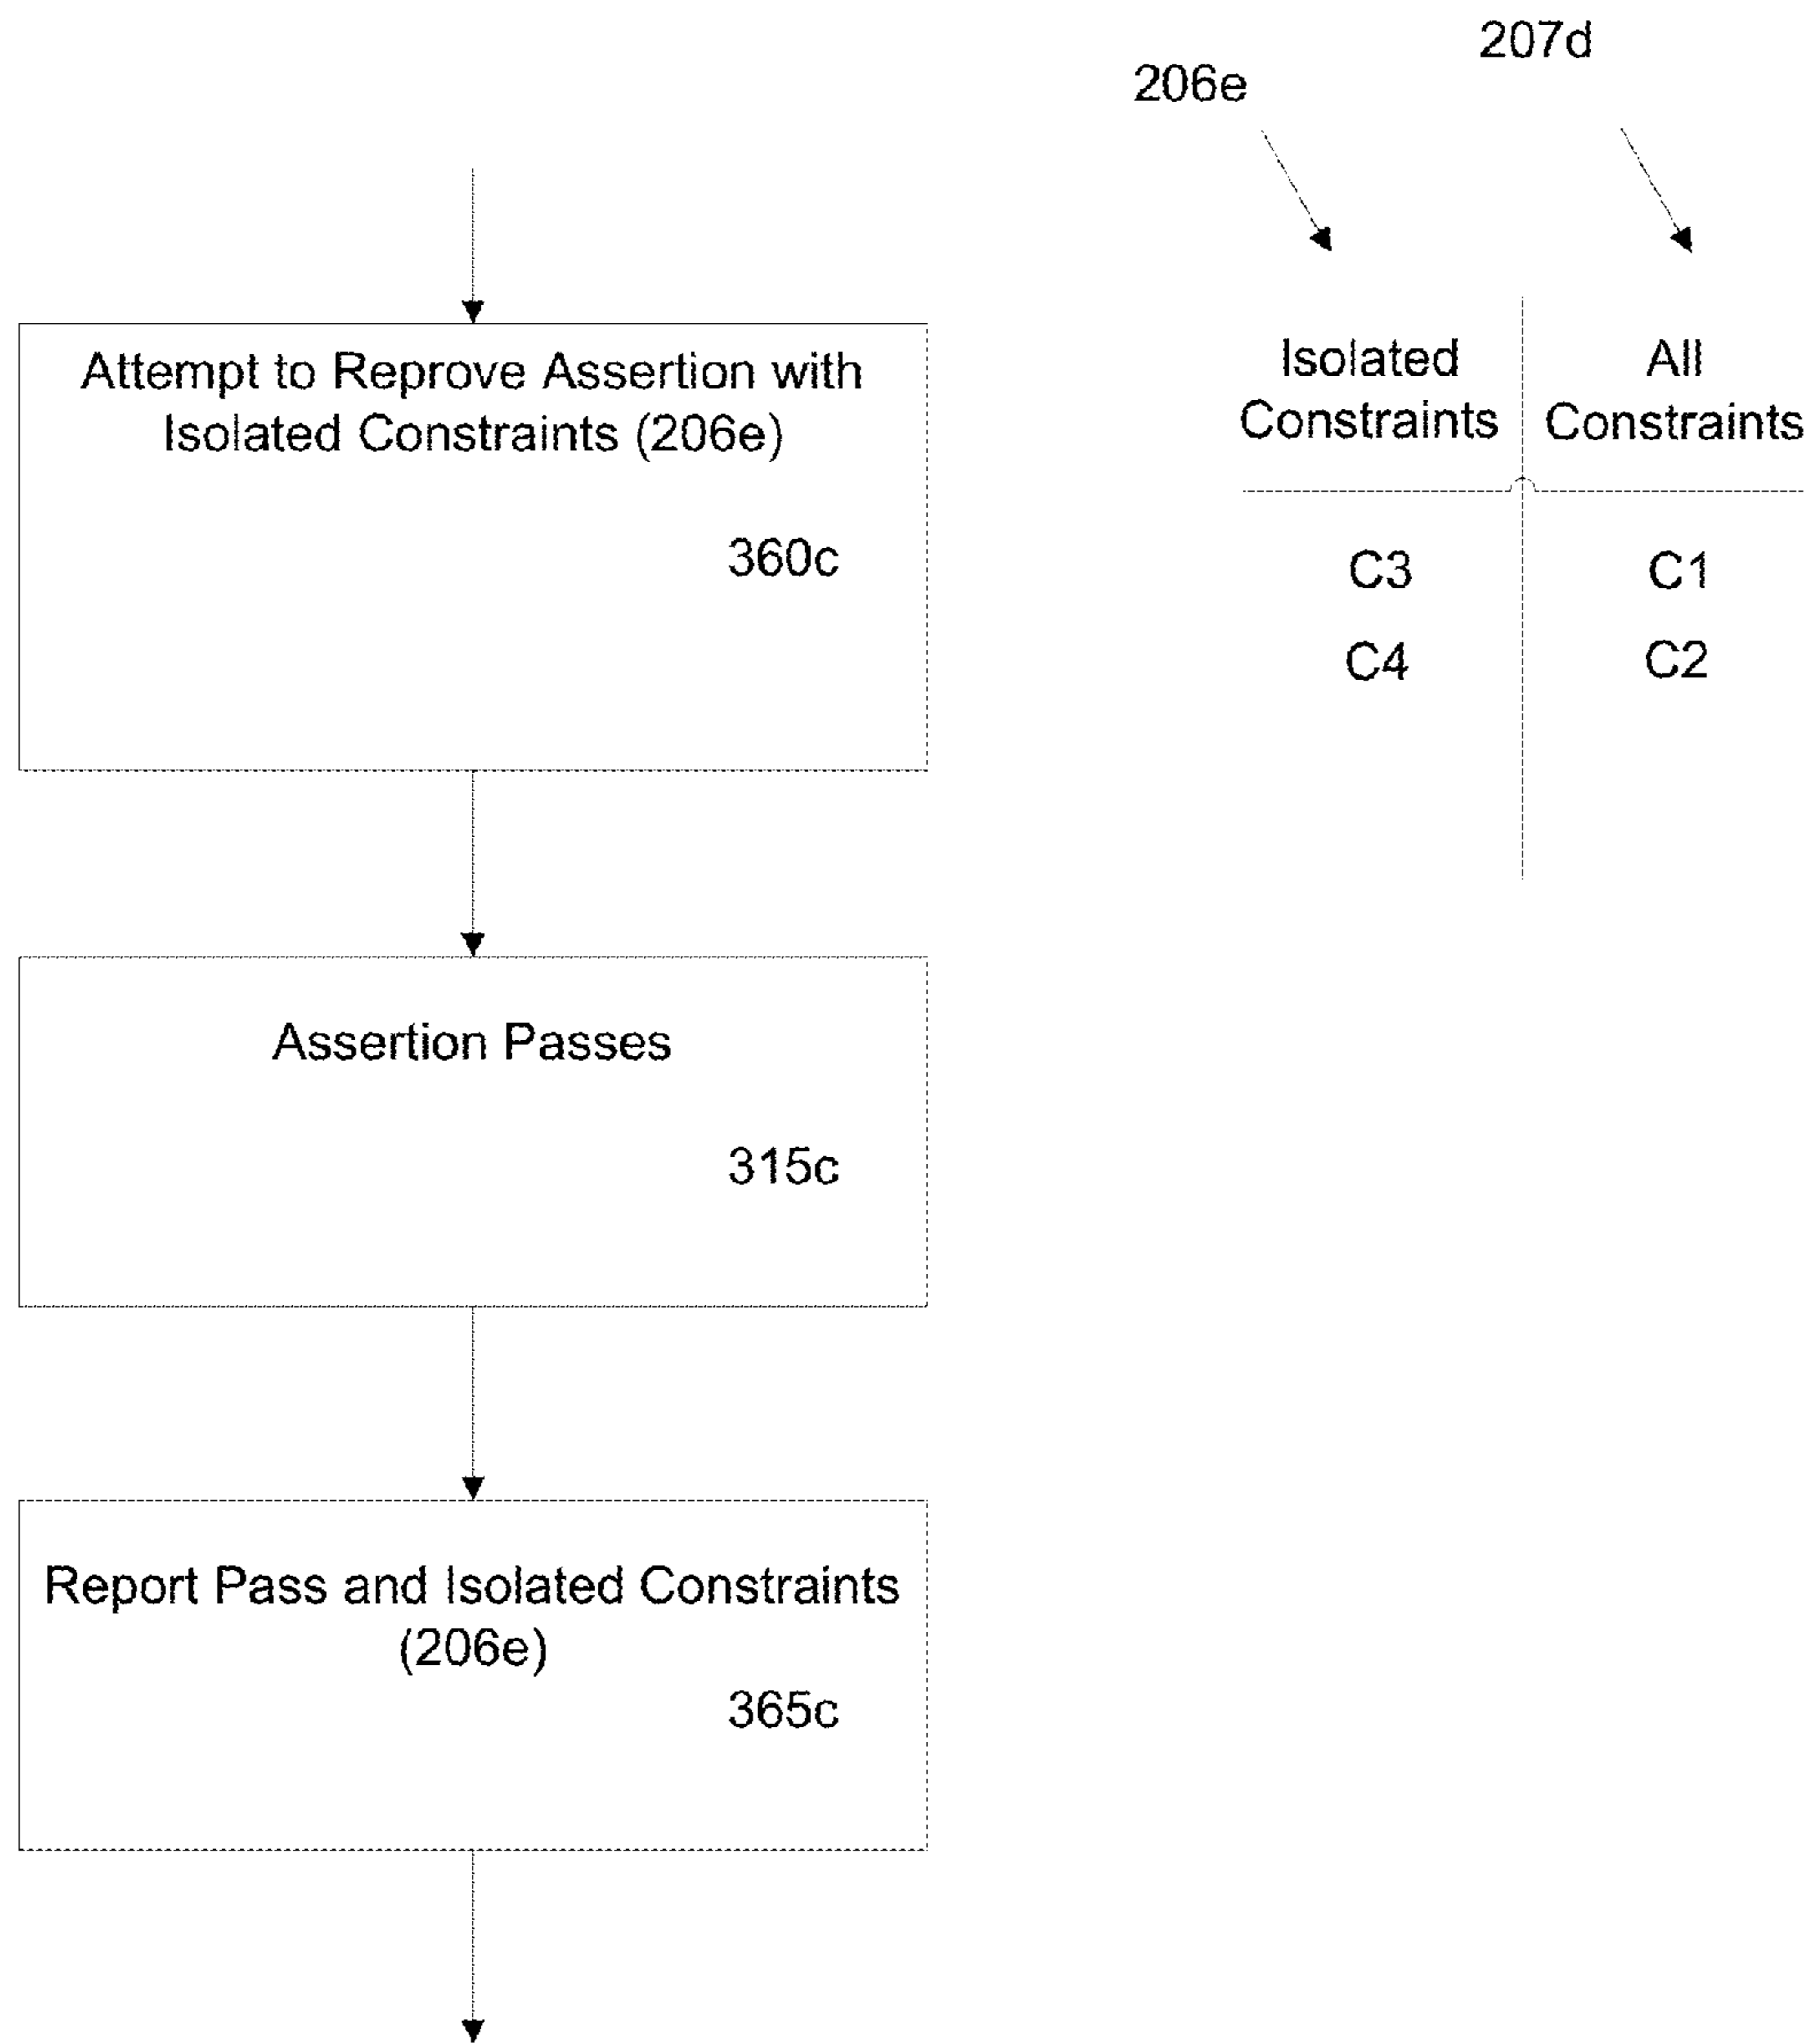 Attempt to Reprove Assertion with
Isolated Constraints (206e)
360c
Assertion Passes
315c
Report Pass and Isolated Constraints
(206e)
365c
206e
207d
Isolated
Constraints
All
Constraints
C3
C1
C4
C2